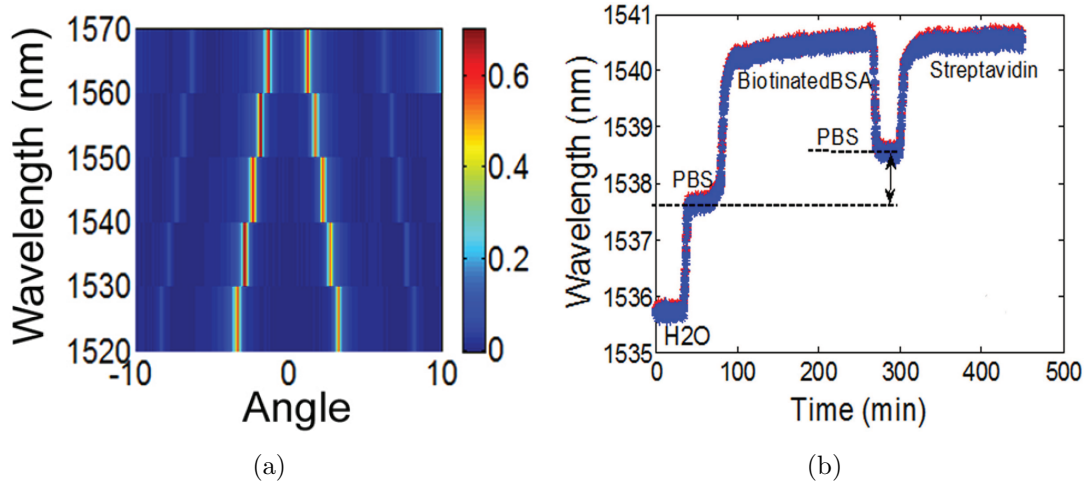 1570
1560
1550
1540
1530
1520
Wavelength (nm)
-10
0
10
Angle
0.6
0.4
0.2
0
(a)
1541
1540
1539
1538
1537
1536
1535
Wavelength (nm)
BiotinatedBSA
Streptavidin
PBS
PBS
H2O
0
100
200
300
400
500
Time (min)
(b)